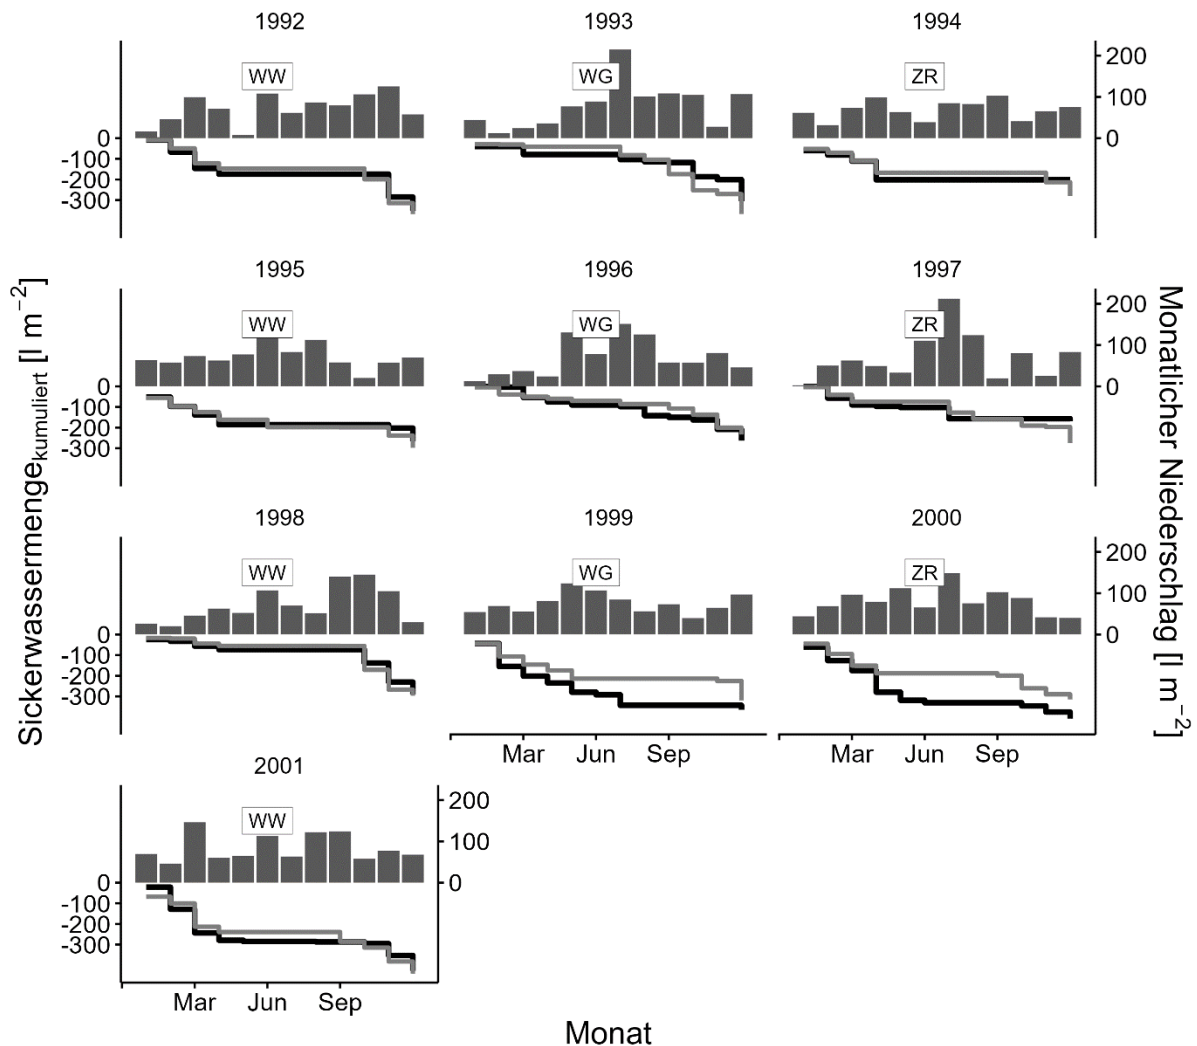 1992
1993
1994
WW
WG
ZR
200
100
0
0
-100
-200
-300
1995
1996
1997
WW
WG
ZR
200
100
0
0
-100
-200
-300
1998
1999
2000
WW
WG
ZR
200
100
0
0
-100
-200
-300
Mar Jun Sep
Mar Jun Sep
2001
WW
200
100
0
0
-100
-200
-300
Mar Jun Sep
Monat
Sickerwassermenge kumuliert [l m−2]
Monatlicher Niederschlag [l m−2]